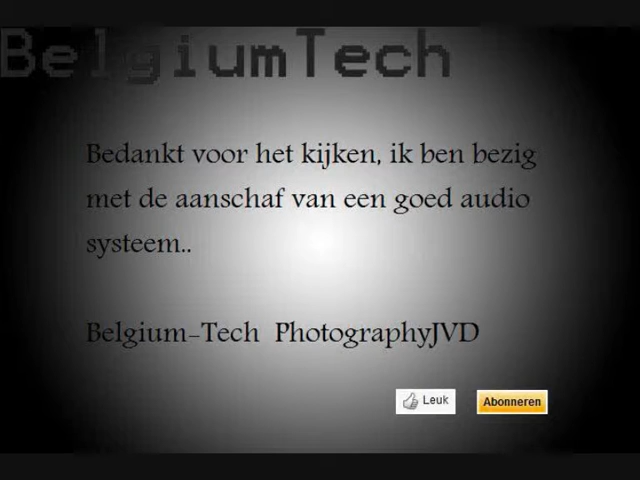 BelgiumTech
Bedankt voor het kijken, ik ben bezig
met de aanschaf van een goed audio
systeem..
Belgium-Tech PhotographyJVD
Leuk
Abonneren